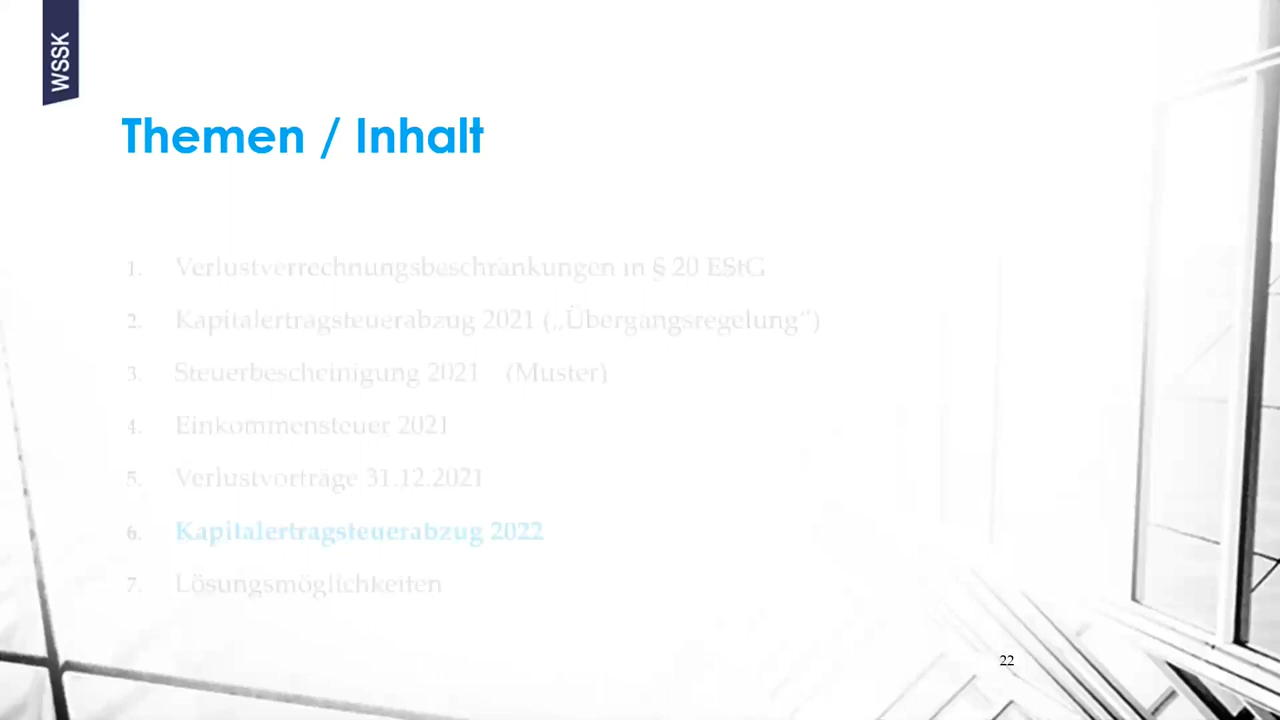 WSSK
Themen / Inhalt
1. Verlustverrechnungsbeschränkungen in § 20 EStG
2. Kapitalertragsteuerabzug 2021 („Übergangsregelung“)
3. Steuerbescheinigung 2021 (Muster)
4. Einkommensteuer 2021
5. Verlustvorträge 31.12.2021
6. Kapitalertragsteuerabzug 2022
7. Lösungsmöglichkeiten
22